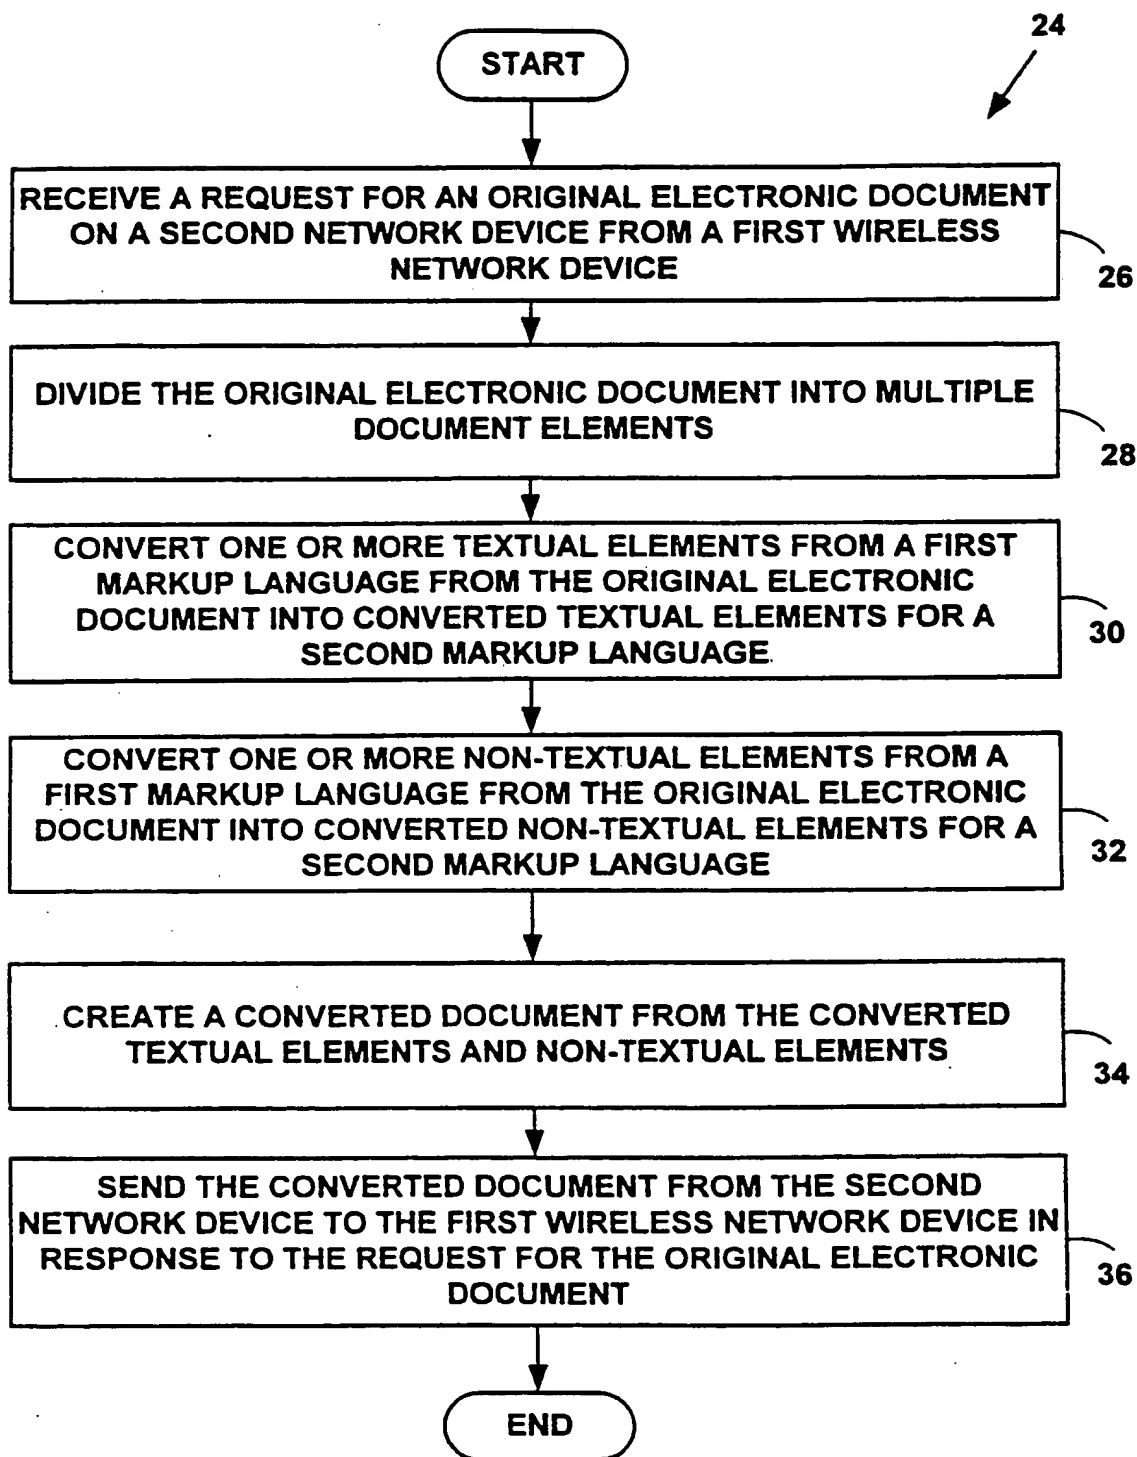 24
START
RECEIVE A REQUEST FOR AN ORIGINAL ELECTRONIC DOCUMENT
ON A SECOND NETWORK DEVICE FROM A FIRST WIRELESS
NETWORK DEVICE
26
DIVIDE THE ORIGINAL ELECTRONIC DOCUMENT INTO MULTIPLE
DOCUMENT ELEMENTS
28
CONVERT ONE OR MORE TEXTUAL ELEMENTS FROM A FIRST
MARKUP LANGUAGE FROM THE ORIGINAL ELECTRONIC
DOCUMENT INTO CONVERTED TEXTUAL ELEMENTS FOR A
SECOND MARKUP LANGUAGE
30
CONVERT ONE OR MORE NON-TEXTUAL ELEMENTS FROM A
FIRST MARKUP LANGUAGE FROM THE ORIGINAL ELECTRONIC
DOCUMENT INTO CONVERTED NON-TEXTUAL ELEMENTS FOR A
SECOND MARKUP LANGUAGE
32
CREATE A CONVERTED DOCUMENT FROM THE CONVERTED
TEXTUAL ELEMENTS AND NON-TEXTUAL ELEMENTS
34
SEND THE CONVERTED DOCUMENT FROM THE SECOND
NETWORK DEVICE TO THE FIRST WIRELESS NETWORK DEVICE IN
RESPONSE TO THE REQUEST FOR THE ORIGINAL ELECTRONIC
DOCUMENT
36
END